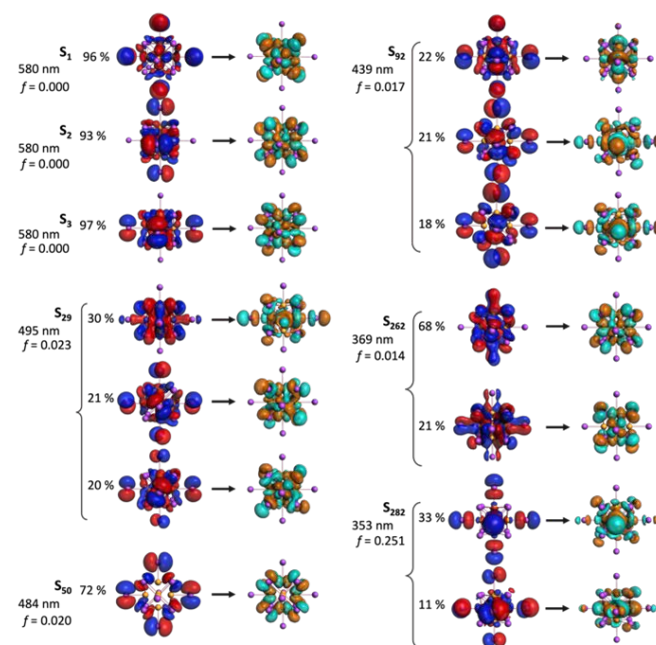 S1 96 %
580 nm
f = 0.000
S2 93 %
580 nm
f = 0.000
S3 97 %
580 nm
f = 0.000
S29 30 %
495 nm
f = 0.023
21 %
20 %
S50 72 %
484 nm
f = 0.020
S92 22 %
439 nm
f = 0.017
21 %
18 %
S262 68 %
369 nm
f = 0.014
21 %
S282 33 %
353 nm
f = 0.251
11 %